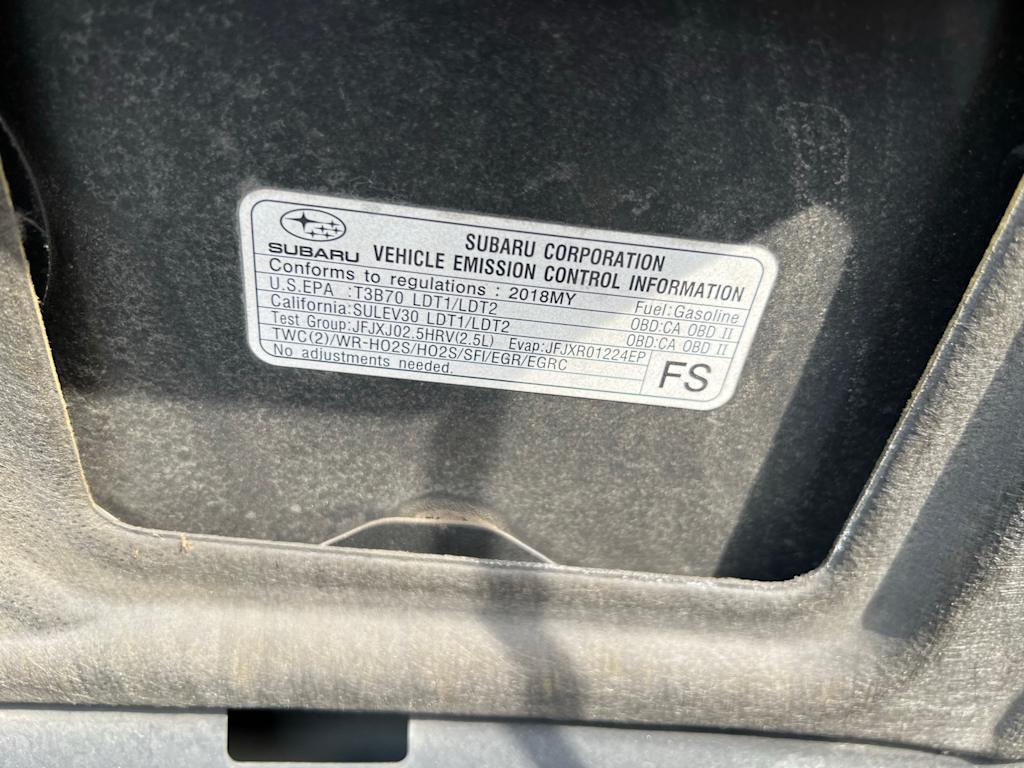 SUBARU
SUBARU CORPORATION
VEHICLE EMISSION CONTROL INFORMATION
Conforms to regulations : 2018MY Fuel:Gasoline
U.S.EPA :T3B70 LDT1/LDT2 OBD:CA OBD II
California:SULEV30 LDT1/LDT2 OBD:CA OBD II
Test Group:JFJXJ02.5HRV(2.5L) Evap:JFJXR01224EP
TWC(2)/WR-HO2S/HO2S/SFI/EGR/EGRC
No adjustments needed.
FS